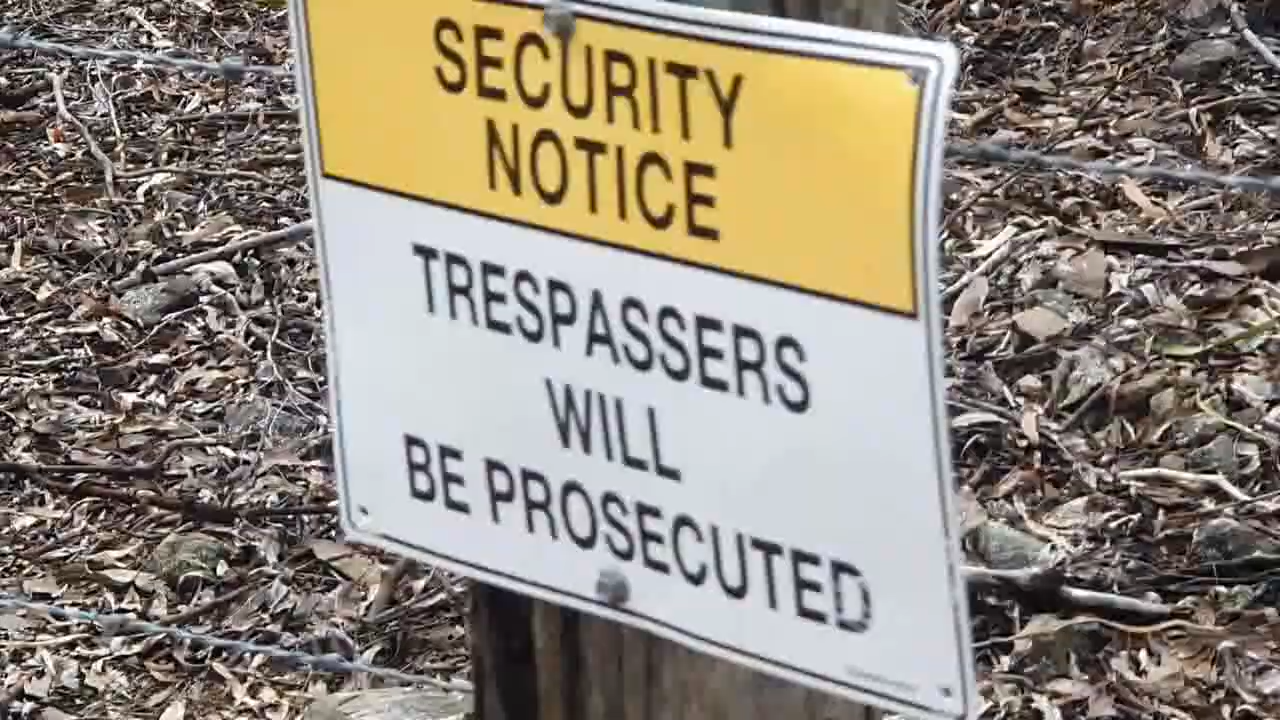 SECURITY
NOTICE
TRESPASSERS
WILL
BE PROSECUTED